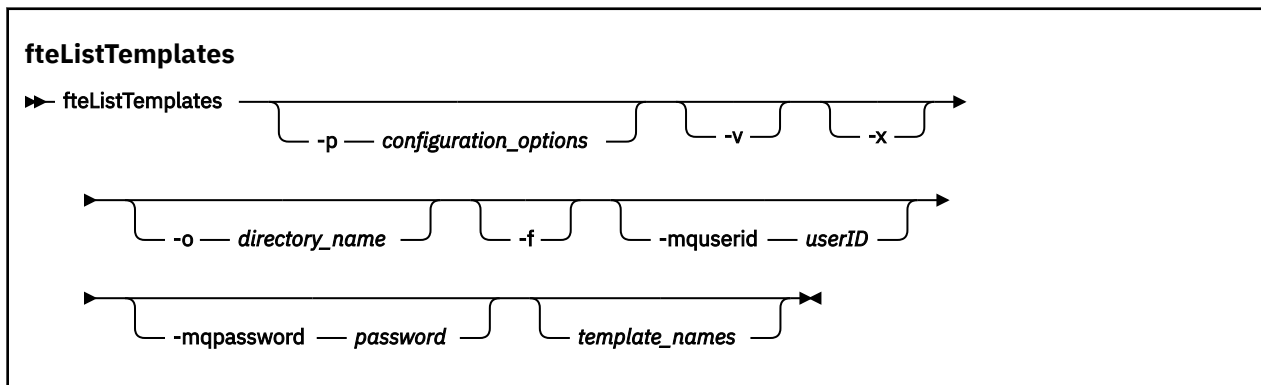 fteListTemplates
fteListTemplates -p configuration_options -v -x
-o directory_name -f -mquserid userID
-mqpassword password template_names